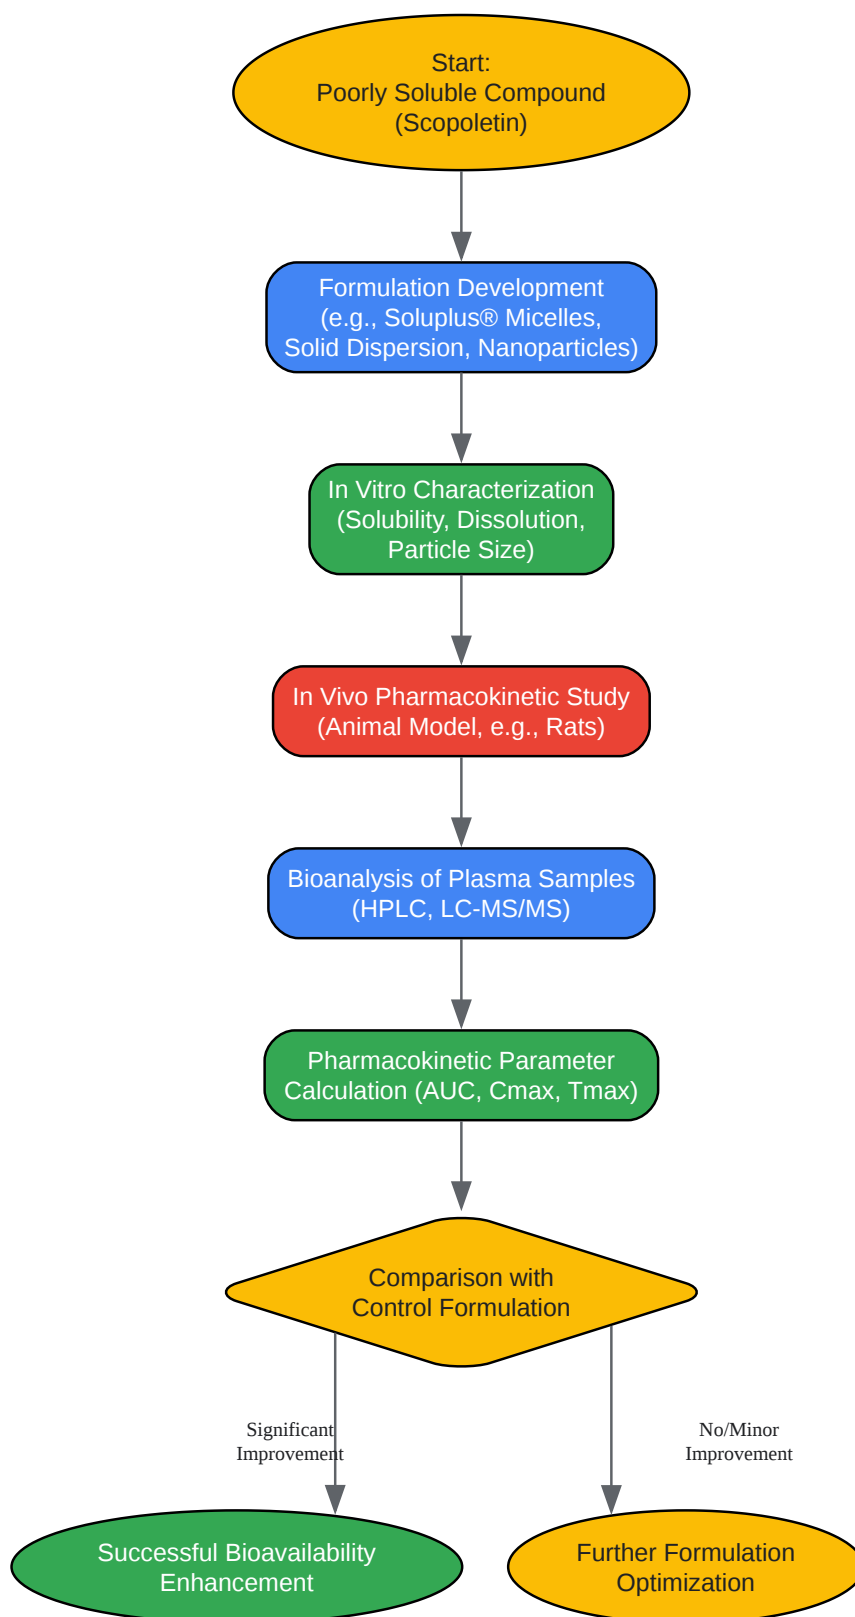 Start:
Poorly Soluble Compound
(Scopoletin)
Formulation Development
(e.g., Soluplus® Micelles,
Solid Dispersion, Nanoparticles)
In Vitro Characterization
(Solubility, Dissolution,
Particle Size)
In Vivo Pharmacokinetic Study
(Animal Model, e.g., Rats)
Bioanalysis of Plasma Samples
(HPLC, LC-MS/MS)
Pharmacokinetic Parameter
Calculation (AUC, Cmax, Tmax)
Comparison with
Control Formulation
Significant
Improvement
No/Minor
Improvement
Successful Bioavailability
Enhancement
Further Formulation
Optimization